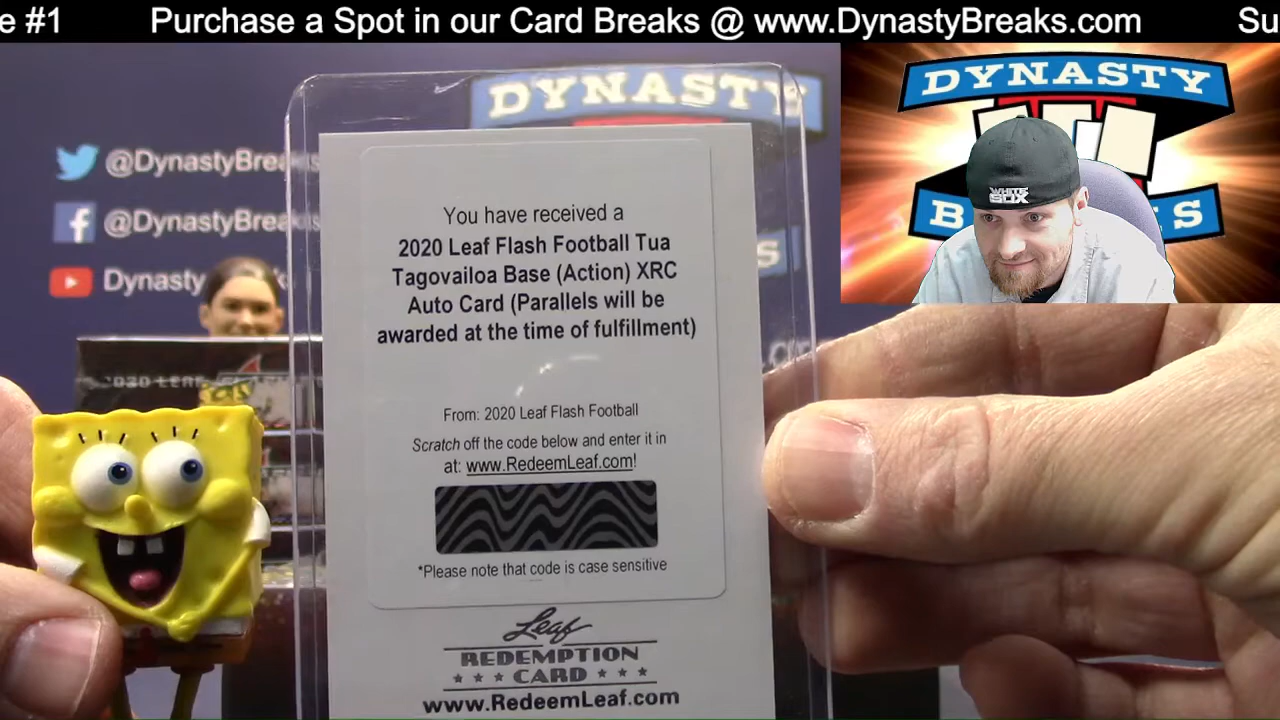 e #1 Purchase a Spot in our Card Breaks @ www.DynastyBreaks.com Su
DYNASTY
DYNASTY
B S
WHITE
SOX
@DynastyBrea
@DynastyBreak
Dynasty
S
You have received a
2020 Leaf Flash Football Tua
Tagovailoa Base (Action) XRC
Auto Card (Parallels will be
awarded at the time of fulfillment)
2020 LEAF
From: 2020 Leaf Flash Football
Scratch off the code below and enter it in
at: www.RedeemLeaf.com!
*Please note that code is case sensitive
Leaf
REDEMPTION
CARD
www.RedeemLeaf.com